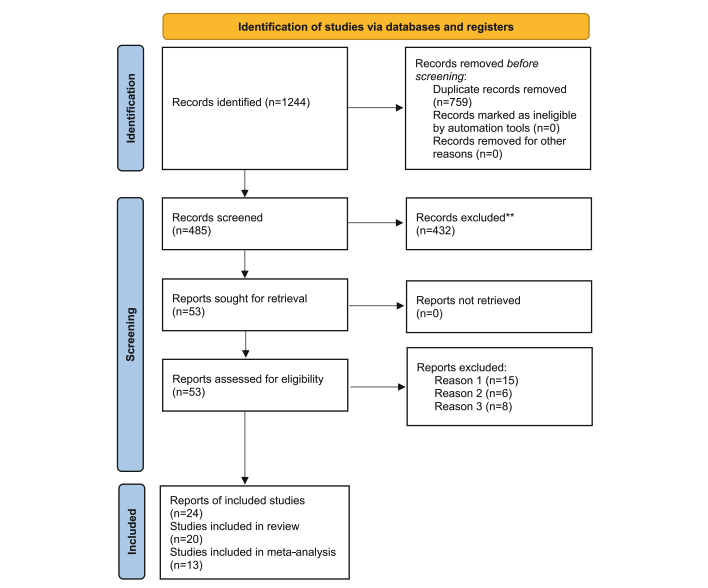 Identification of studies via databases and registers
Identification
Records identified (n=1244)
Records removed before
screening:
Duplicate records removed
(n=759)
Records marked as ineligible
by automation tools (n=0)
Records removed for other
reasons (n=0)
Screening
Records screened
(n=485)
Records excluded**
(n=432)
Reports sought for retrieval
(n=53)
Reports not retrieved
(n=0)
Reports assessed for eligibility
(n=53)
Reports excluded:
Reason 1 (n=15)
Reason 2 (n=6)
Reason 3 (n=8)
Included
Reports of included studies
(n=24)
Studies included in review
(n=20)
Studies included in meta-analysis
(n=13)